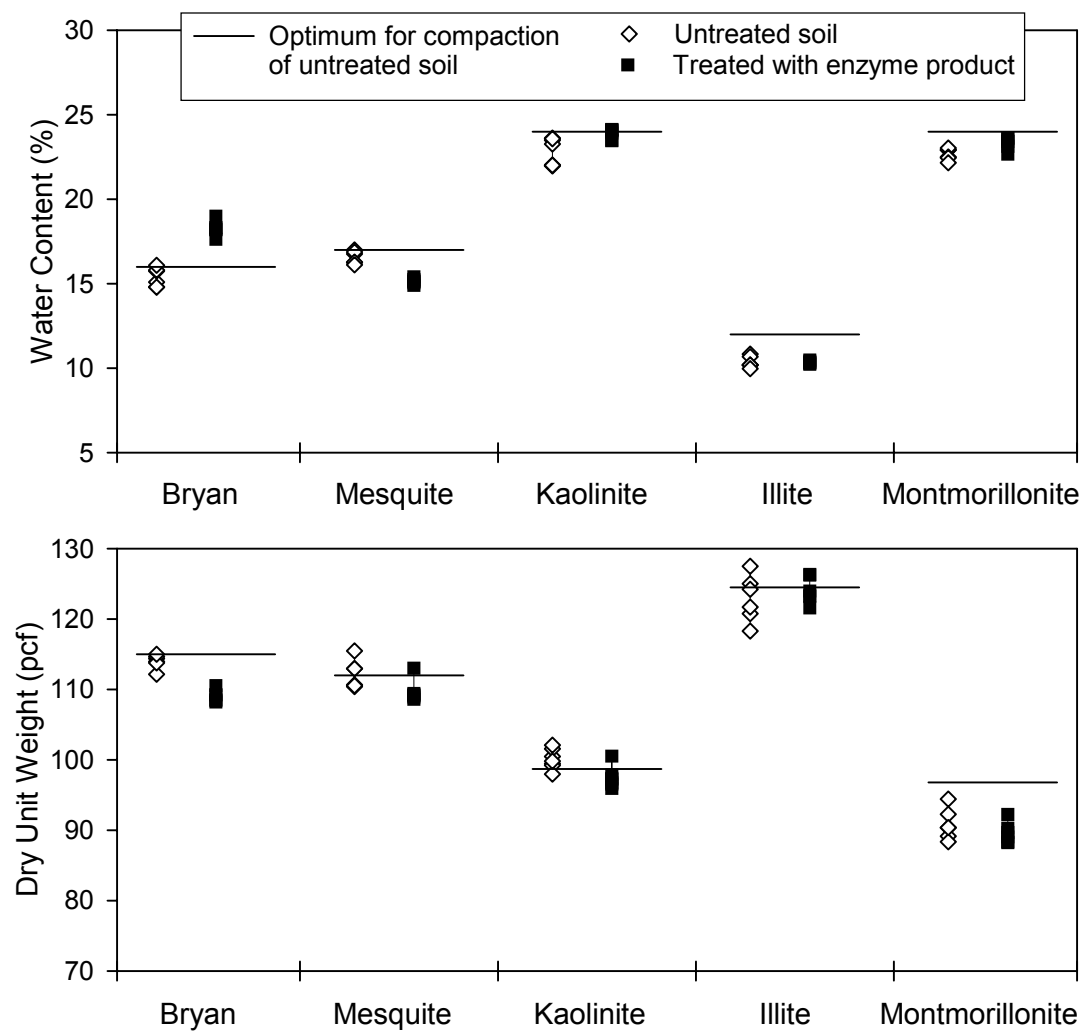 30
Optimum for compaction
of untreated soil
Untreated soil
Treated with enzyme product
25
20
15
10
5
Water Content (%)
Bryan Mesquite Kaolinite Illite Montmorillonite
130
120
110
100
90
80
70
Dry Unit Weight (pcf)
Bryan Mesquite Kaolinite Illite Montmorillonite